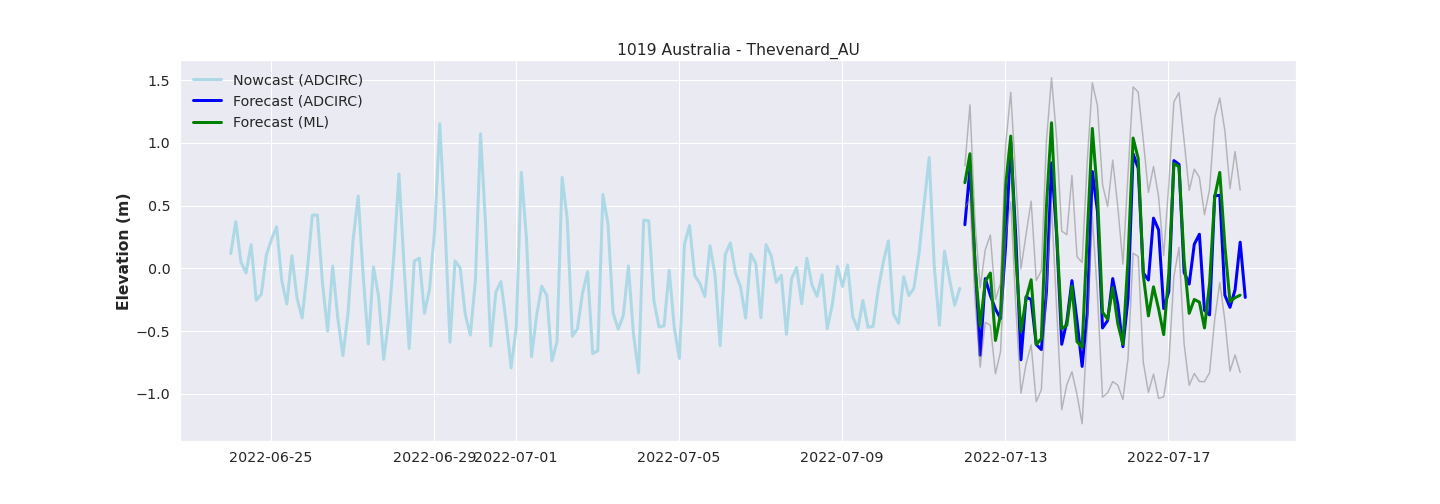 1019 Australia - Thevenard_AU
Nowcast (ADCIRC)
Forecast (ADCIRC)
Forecast (ML)
Elevation (m)
1.5
1.0
0.5
0.0
−0.5
−1.0
2022-06-25
2022-06-29
2022-07-01
2022-07-05
2022-07-09
2022-07-13
2022-07-17